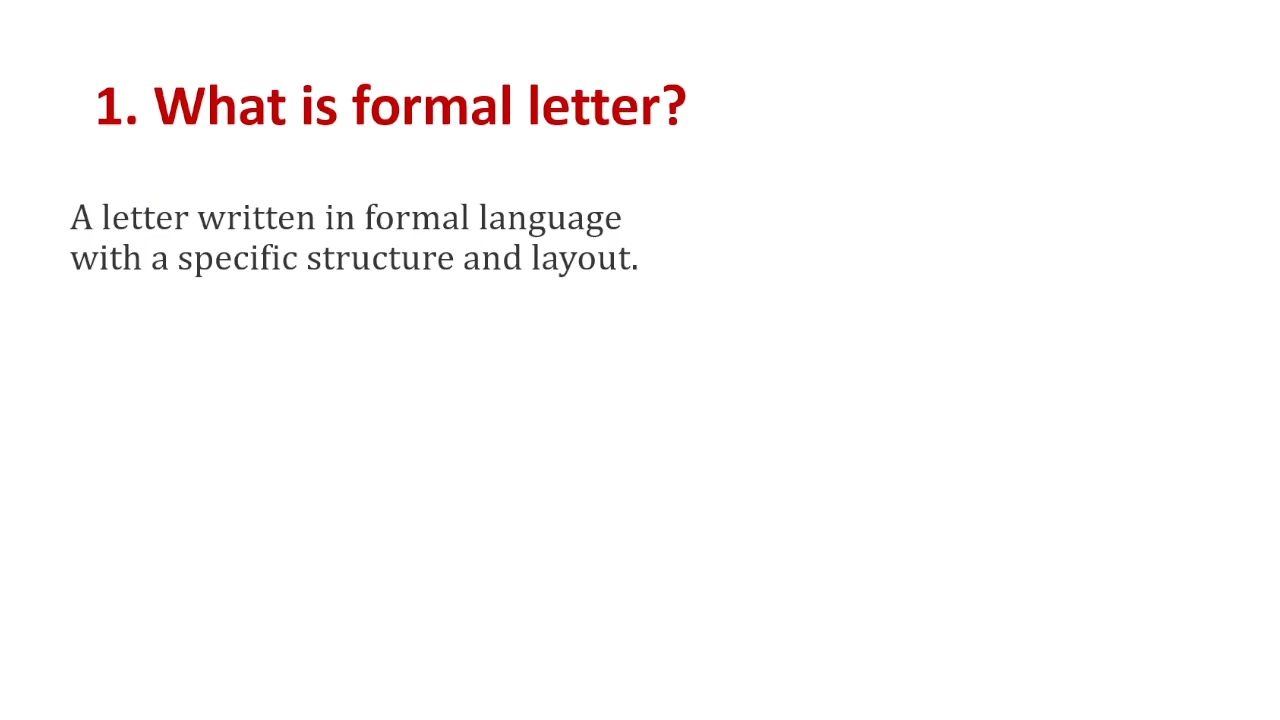 1. What is formal letter?
A letter written in formal language
with a specific structure and layout.